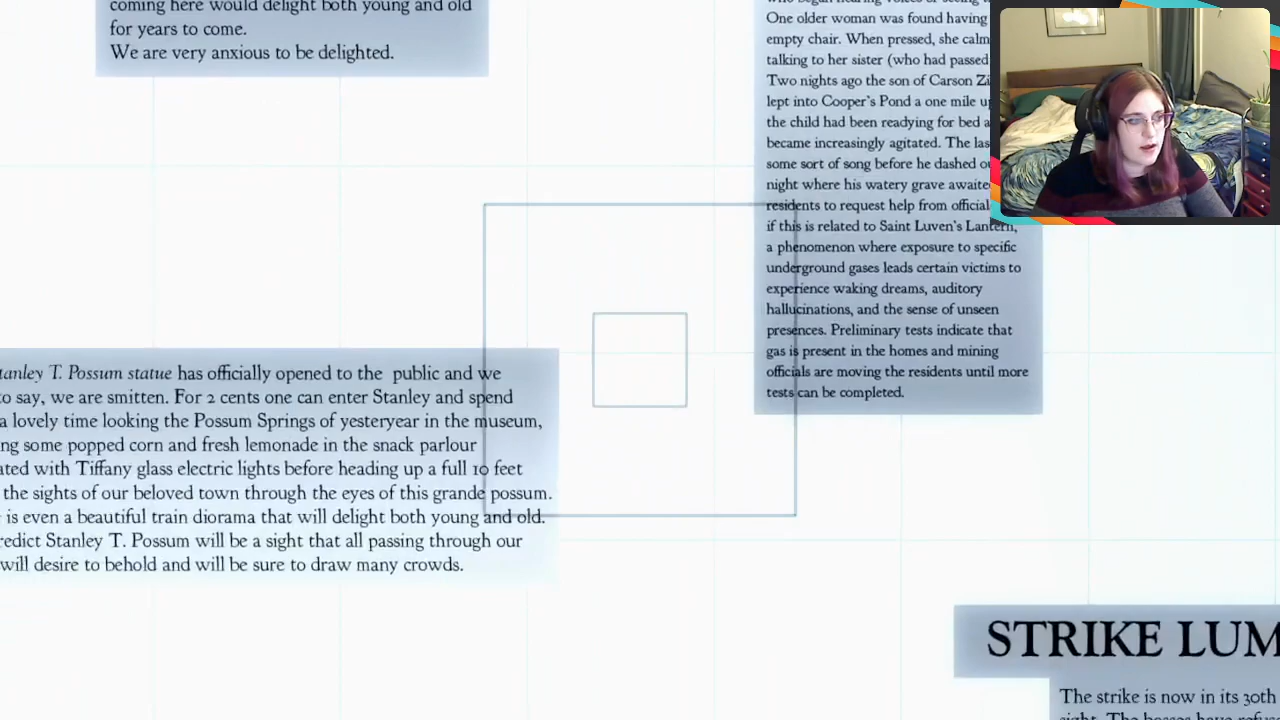 coming here would delight both young and old
for years to come.
We are very anxious to be delighted.
One older woman was found having
empty chair. When pressed, she calm
talking to her sister (who had passed
Two nights ago the son of Carson Zi
lept into Cooper's Pond a one mile u
the child had been readying for bed a
became increasingly agitated. The las
some sort of song before he dashed o
night where his watery grave awaite
residents to request help from official
if this is related to Saint Luven's Lantern,
a phenomenon where exposure to specific
underground gases leads certain victims to
experience waking dreams, auditory
hallucinations, and the sense of unseen
presences. Preliminary tests indicate that
gas is present in the homes and mining
officials are moving the residents until more
tests can be completed.
tanley T. Possum statue has officially opened to the public and we
to say, we are smitten. For 2 cents one can enter Stanley and spend
a lovely time looking the Possum Springs of yesteryear in the museum,
ng some popped corn and fresh lemonade in the snack parlour
ated with Tiffany glass electric lights before heading up a full 10 feet
the sights of our beloved town through the eyes of this grande possum.
is even a beautiful train diorama that will delight both young and old.
redict Stanley T. Possum will be a sight that all passing through our
will desire to behold and will be sure to draw many crowds.
STRIKE LUM
The strike is now in its 30th